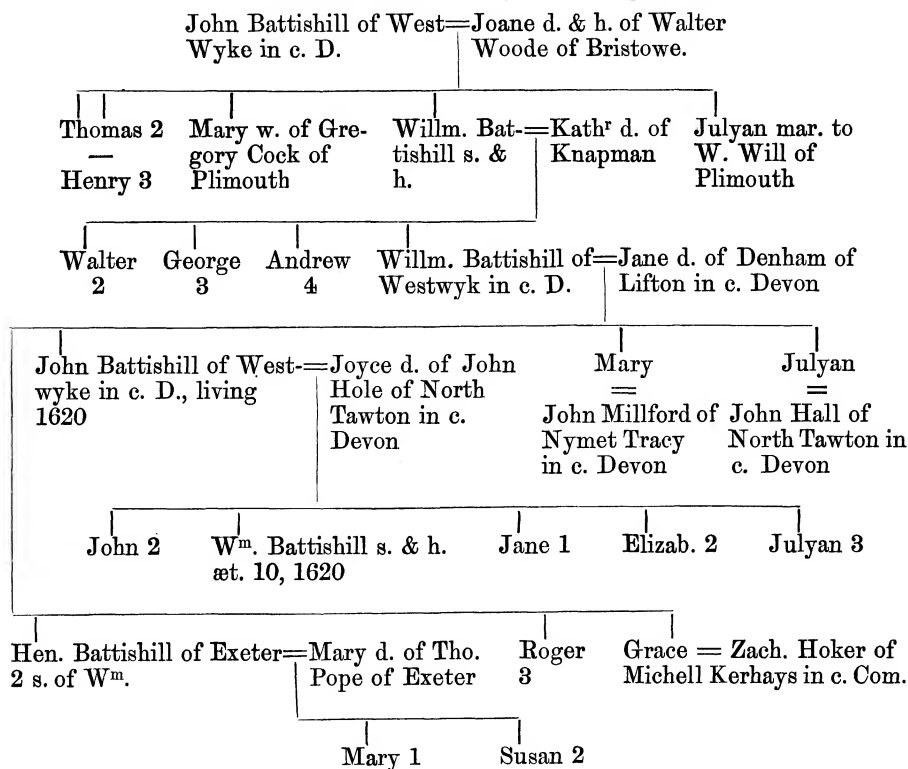 John Battishill of West=Joane d. & h. of Walter
Wyke in c. D. Woode of Bristowe.
Thomas 2
—
Henry 3
Mary w. of Gre-
gory Cock of
Plimouth
Willm. Bat-=Kathʳ d. of
tishill s. & Knapman
h.
Julyan mar. to
W. Will of
Plimouth
Walter
2
George
3
Andrew
4
Willm. Battishill of=Jane d. of Denham of
Westwyk in c. D. Lifton in c. Devon
John Battishill of West-=Joyce d. of John
wyke in c. D., living Hole of North
1620 Tawton in c.
Devon
Mary
=
John Millford of
Nymet Tracy
in c. Devon
Julyan
=
John Hall of
North Tawton in
c. Devon
John 2
Wᵐ. Battishill s. & h.
æt. 10, 1620
Jane 1
Elizab. 2
Julyan 3
Hen. Battishill of Exeter=Mary d. of Tho.
2 s. of Wᵐ. Pope of Exeter
Roger
3
Grace = Zach. Hoker of
Michell Kerhays in c. Com.
Mary 1
Susan 2